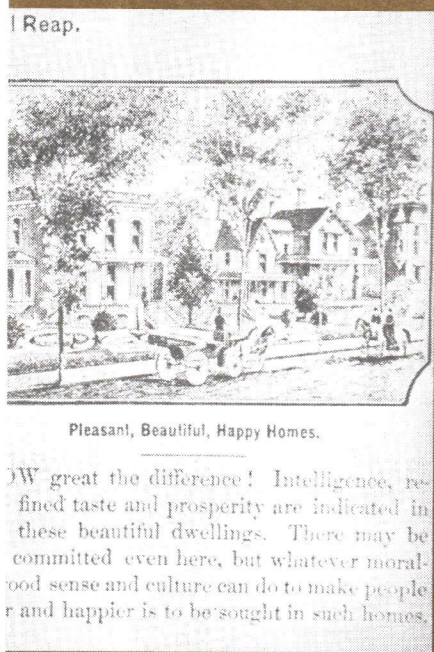 l Reap.
Pleasant, Beautiful, Happy Homes.
OW great the difference! Intelligence, re-
fined taste and prosperity are indicated in
these beautiful dwellings. There may be
committed even here, but whatever moral-
ood sense and culture can do to make people
r and happier is to be sought in such homes.